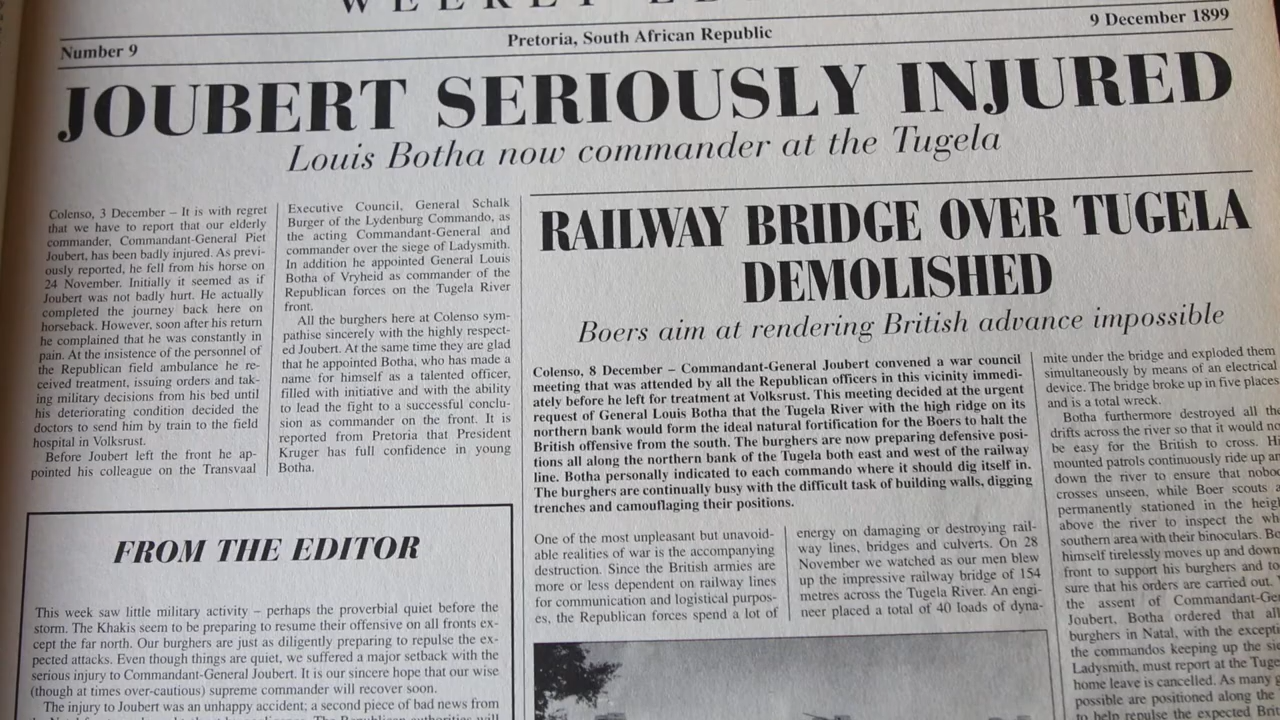 WEEKLY
Number 9
Pretoria, South African Republic
9 December 1899
JOUBERT SERIOUSLY INJURED
Louis Botha now commander at the Tugela
Colenso, 3 December – It is with regret
that we have to report that our elderly
commander, Commandant-General Piet
Joubert, has been badly injured. As previ-
ously reported, he fell from his horse on
24 November. Initially it seemed as if
Joubert was not badly hurt. He actually
completed the journey back here on
horseback. However, soon after his return
he complained that he was constantly in
pain. At the insistence of the personnel of
the Republican field ambulance he re-
ceived treatment, issuing orders and tak-
ing military decisions from his bed until
his deteriorating condition decided the
doctors to send him by train to the field
hospital in Volksrust.
Before Joubert left the front he ap-
pointed his colleague on the Transvaal
Executive Council, General Schalk
Burger of the Lydenburg Commando, as
the acting Commandant-General and
commander over the siege of Ladysmith.
In addition he appointed General Louis
Botha of Vryheid as commander of the
Republican forces on the Tugela River
front.
All the burghers here at Colenso sym-
pathise sincerely with the highly respect-
ed Joubert. At the same time they are glad
that he appointed Botha, who has made a
name for himself as a talented officer,
filled with initiative and with the ability
to lead the fight to a successful conclu-
sion as commander on the front. It is
reported from Pretoria that President
Kruger has full confidence in young
Botha.
FROM THE EDITOR
This week saw little military activity – perhaps the proverbial quiet before the
storm. The Khakis seem to be preparing to resume their offensive on all fronts ex-
cept the far north. Our burghers are just as diligently preparing to repulse the ex-
pected attacks. Even though things are quiet, we suffered a major setback with the
serious injury to Commandant-General Joubert. It is our sincere hope that our wise
(though at times over-cautious) supreme commander will recover soon.
The injury to Joubert was an unhappy accident; a second piece of bad news from
RAILWAY BRIDGE OVER TUGELA
DEMOLISHED
Boers aim at rendering British advance impossible
Colenso, 8 December – Commandant-General Joubert convened a war council
meeting that was attended by all the Republican officers in this vicinity immedi-
ately before he left for treatment at Volksrust. This meeting decided at the urgent
request of General Louis Botha that the Tugela River with the high ridge on its
northern bank would form the ideal natural fortification for the Boers to halt the
British offensive from the south. The burghers are now preparing defensive posi-
tions all along the northern bank of the Tugela both east and west of the railway
line. Botha personally indicated to each commando where it should dig itself in.
The burghers are continually busy with the difficult task of building walls, digging
trenches and camouflaging their positions.
One of the most unpleasant but unavoid-
able realities of war is the accompanying
destruction. Since the British armies are
more or less dependent on railway lines
for communication and logistical purpos-
es, the Republican forces spend a lot of
energy on damaging or destroying rail-
way lines, bridges and culverts. On 28
November we watched as our men blew
up the impressive railway bridge of 154
metres across the Tugela River. An engi-
neer placed a total of 40 loads of dyna-
mite under the bridge and exploded them
simultaneously by means of an electrical
device. The bridge broke up in five places
and is a total wreck.
Botha furthermore destroyed all the
drifts across the river so that it would no
be easy for the British to cross. Hi
mounted patrols continuously ride up an
down the river to ensure that nobo
crosses unseen, while Boer scouts a
permanently stationed in the heig
above the river to inspect the wh
southern area with their binoculars. Bo
himself tirelessly moves up and down
front to support his burghers and to
sure that his orders are carried out.
the assent of Commandant-Ge
Joubert, Botha ordered that all
burghers in Natal, with the except
the commandos keeping up the si
Ladysmith, must report at the Tuge
home leave is cancelled. As many
possible are positioned along the
to help repulse the expected Brit